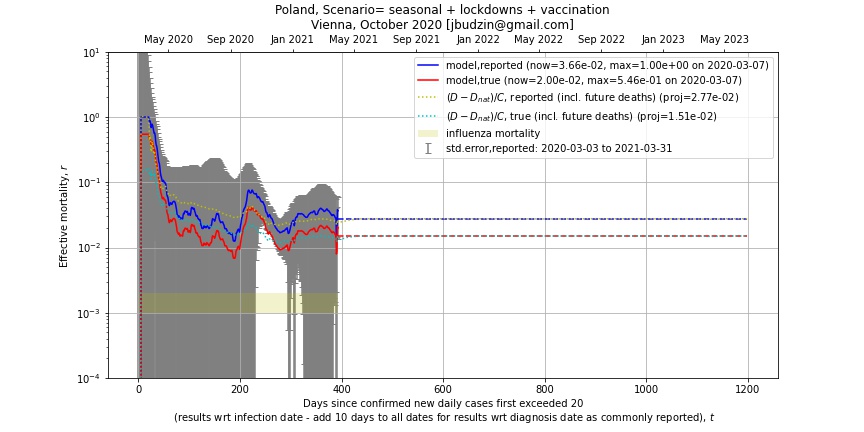 Poland, Scenario= seasonal + lockdowns + vaccination
Vienna, October 2020 [jbudzin@gmail.com]
May 2020 Sep 2020 Jan 2021 May 2021 Sep 2021 Jan 2022 May 2022 Sep 2022 Jan 2023 May 2023
model,reported (now=3.66e-02, max=1.00e+00 on 2020-03-07)
model,true (now=2.00e-02, max=5.46e-01 on 2020-03-07)
(D − D_nat)/C, reported (incl. future deaths) (proj=2.77e-02)
(D − D_nat)/C, true (incl. future deaths) (proj=1.51e-02)
influenza mortality
std.error,reported: 2020-03-03 to 2021-03-31
Effective mortality, r
10^1
10^0
10^−1
10^−2
10^−3
10^−4
0 200 400 600 800 1000 1200
Days since confirmed new daily cases first exceeded 20
(results wrt infection date - add 10 days to all dates for results wrt diagnosis date as commonly reported), t